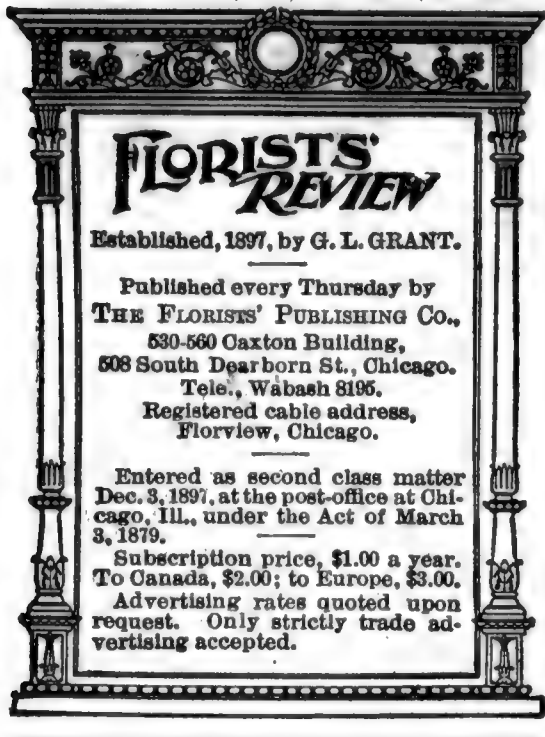 FLORISTS'
REVIEW
Established, 1897, by G. L. GRANT.
Published every Thursday by
THE FLORISTS' PUBLISHING CO.,
530-560 Caxton Building,
508 South Dearborn St., Chicago.
Tele., Wabash 8195.
Registered cable address,
Florview, Chicago.
Entered as second class matter
Dec. 3, 1897, at the post-office at Chi-
cago, Ill., under the Act of March
3, 1879.
Subscription price, $1.00 a year.
To Canada, $2.00; to Europe, $3.00.
Advertising rates quoted upon
request. Only strictly trade ad-
vertising accepted.